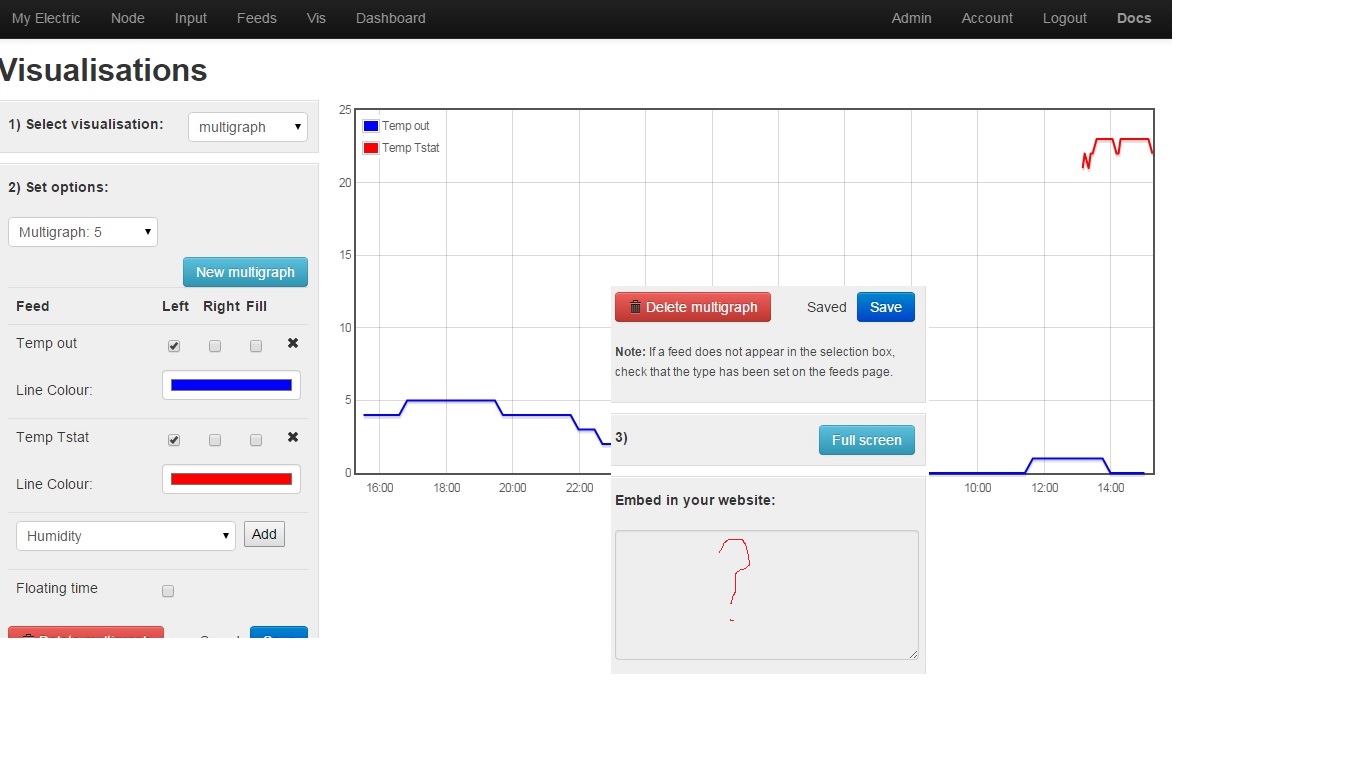 My Electric Node Input Feeds Vis Dashboard Admin Account Logout Docs
Visualisations
1) Select visualisation: multigraph
2) Set options:
Multigraph: 5
New multigraph
Feed Left Right Fill
Temp out
Line Colour:
Temp Tstat
Line Colour:
Humidity Add
Floating time
25
20
15
10
5
0
Temp out
Temp Tstat
16:00 18:00 20:00 22:00 10:00 12:00 14:00
Delete multigraph Saved Save
Note: If a feed does not appear in the selection box,
check that the type has been set on the feeds page.
3) Full screen
Embed in your website:
?